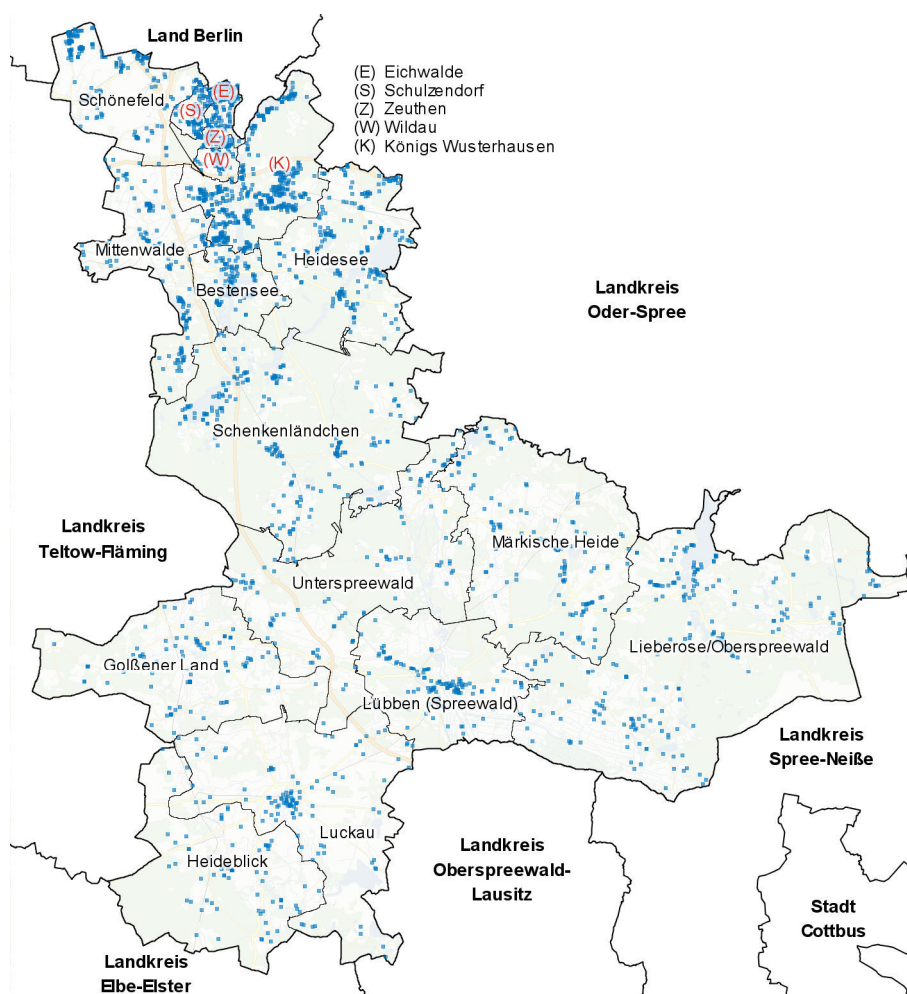 Land Berlin
(E) Eichwalde
(S) Schulzendorf
(Z) Zeuthen
(W) Wildau
(K) Königs Wusterhausen
Schönefeld
(E)
(S)
(Z)
(W)
(K)
Mittenwalde
Heidesee
Bestensee
Landkreis
Oder-Spree
Schenkenländchen
Landkreis
Teltow-Fläming
Märkische Heide
Unterspreewald
Lieberose/Oberspreewald
Golßener Land
Lübben (Spreewald)
Landkreis
Spree-Neiße
Luckau
Heideblick
Landkreis
Oberspreewald-
Lausitz
Stadt
Cottbus
Landkreis
Elbe-Elster